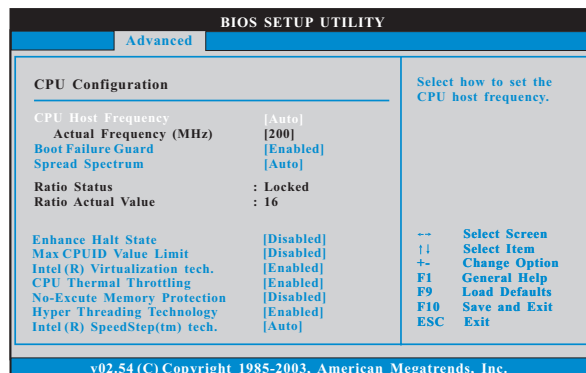 BIOS SETUP UTILITY
Advanced
CPU Configuration
CPU Host Frequency [Auto]
Actual Frequency (MHz) [200]
Boot Failure Guard [Enabled]
Spread Spectrum [Auto]
Ratio Status : Locked
Ratio Actual Value : 16
Enhance Halt State [Disabled]
Max CPUID Value Limit [Disabled]
Intel (R) Virtualization tech. [Enabled]
CPU Thermal Throttling [Enabled]
No-Excute Memory Protection [Disabled]
Hyper Threading Technology [Enabled]
Intel (R) SpeedStep(tm) tech. [Auto]
Select how to set the
CPU host frequency.
←→ Select Screen
↑↓ Select Item
+- Change Option
F1 General Help
F9 Load Defaults
F10 Save and Exit
ESC Exit
v02.54 (C) Copyright 1985-2003, American Megatrends, Inc.